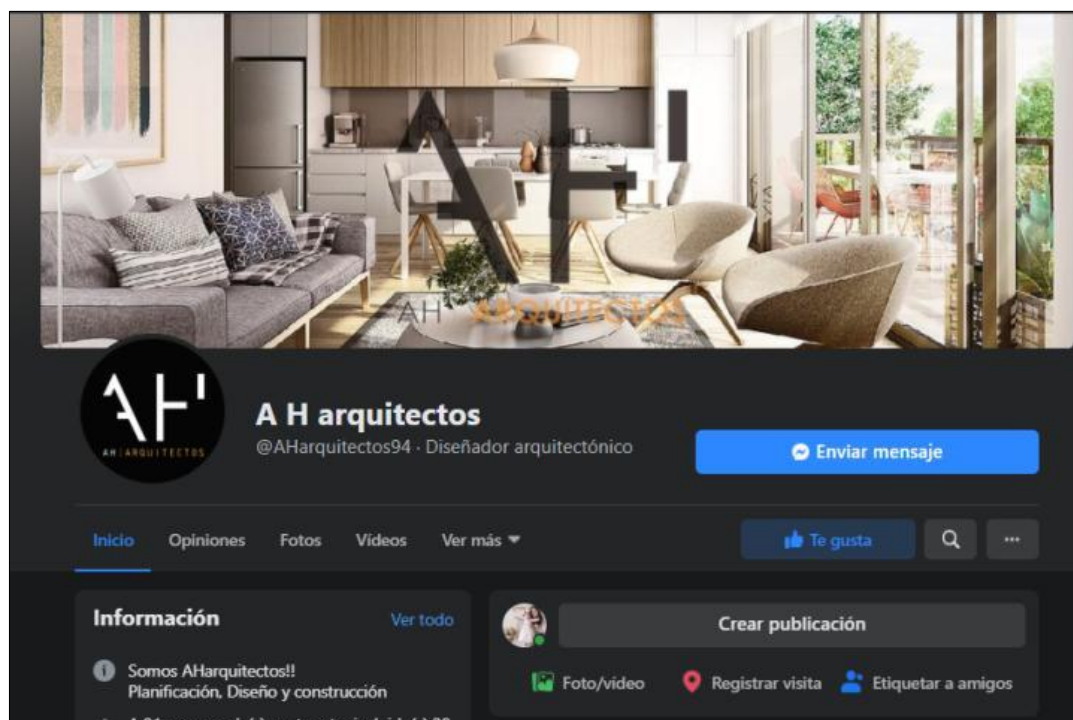 AH'
AH' ARQUITECTOS
AH'
AH|ARQUITECTOS
A H arquitectos
@AHarquitectos94 · Diseñador arquitectónico
Enviar mensaje
Inicio Opiniones Fotos Vídeos Ver más
Te gusta
Información Ver todo
Crear publicación
Somos AHarquitectos!!
Planificación, Diseño y construcción
Foto/video Registrar visita Etiquetar a amigos